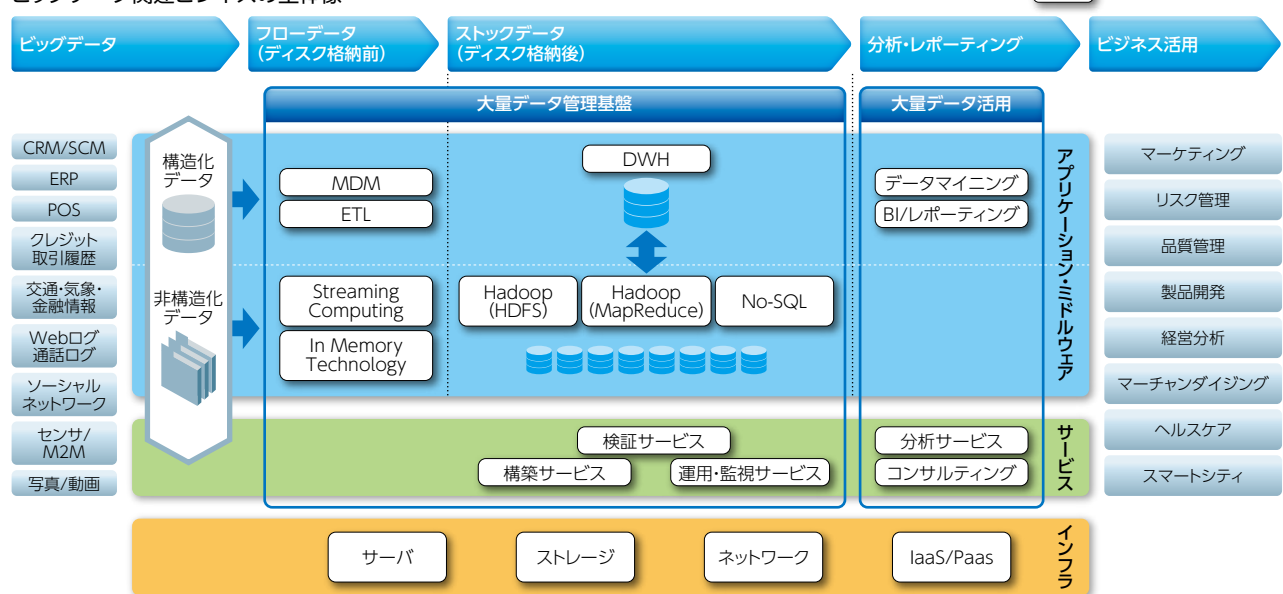 ビッグデータ
フローデータ
(ディスク格納前)
ストックデータ
(ディスク格納後)
分析・レポーティング
ビジネス活用
大量データ管理基盤
大量データ活用
CRM/SCM
ERP
POS
クレジット
取引履歴
交通・気象・
金融情報
Webログ
通話ログ
ソーシャル
ネットワーク
センサ/
M2M
写真/動画
構造化
データ
非構造化
データ
MDM
ETL
Streaming
Computing
In Memory
Technology
DWH
Hadoop
(HDFS)
Hadoop
(MapReduce)
No-SQL
データマイニング
BI/レポーティング
アプリケーション・ミドルウェア
検証サービス
構築サービス
運用・監視サービス
分析サービス
コンサルティング
サービス
サーバ
ストレージ
ネットワーク
IaaS/Paas
インフラ
マーケティング
リスク管理
品質管理
製品開発
経営分析
マーチャンダイジング
ヘルスケア
スマートシティ